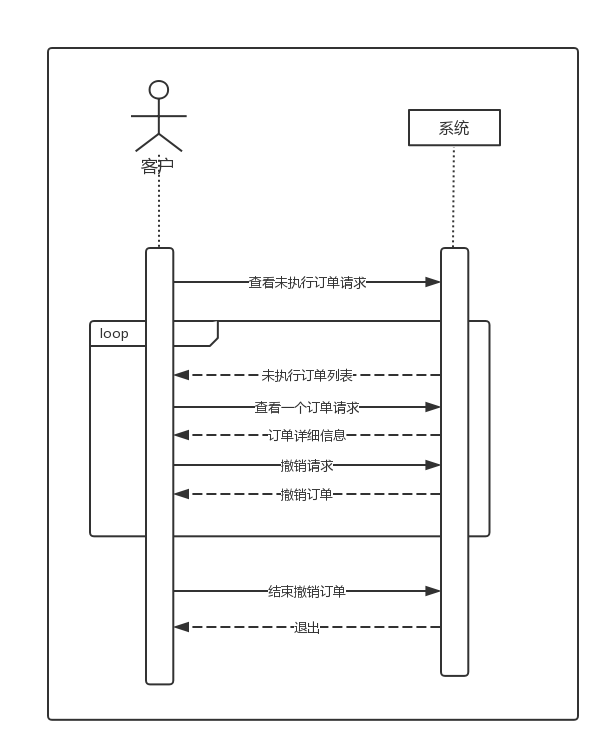 客户
系统
查看未执行订单请求
loop
未执行订单列表
查看一个订单请求
订单详细信息
撤销请求
撤销订单
结束撤销订单
退出